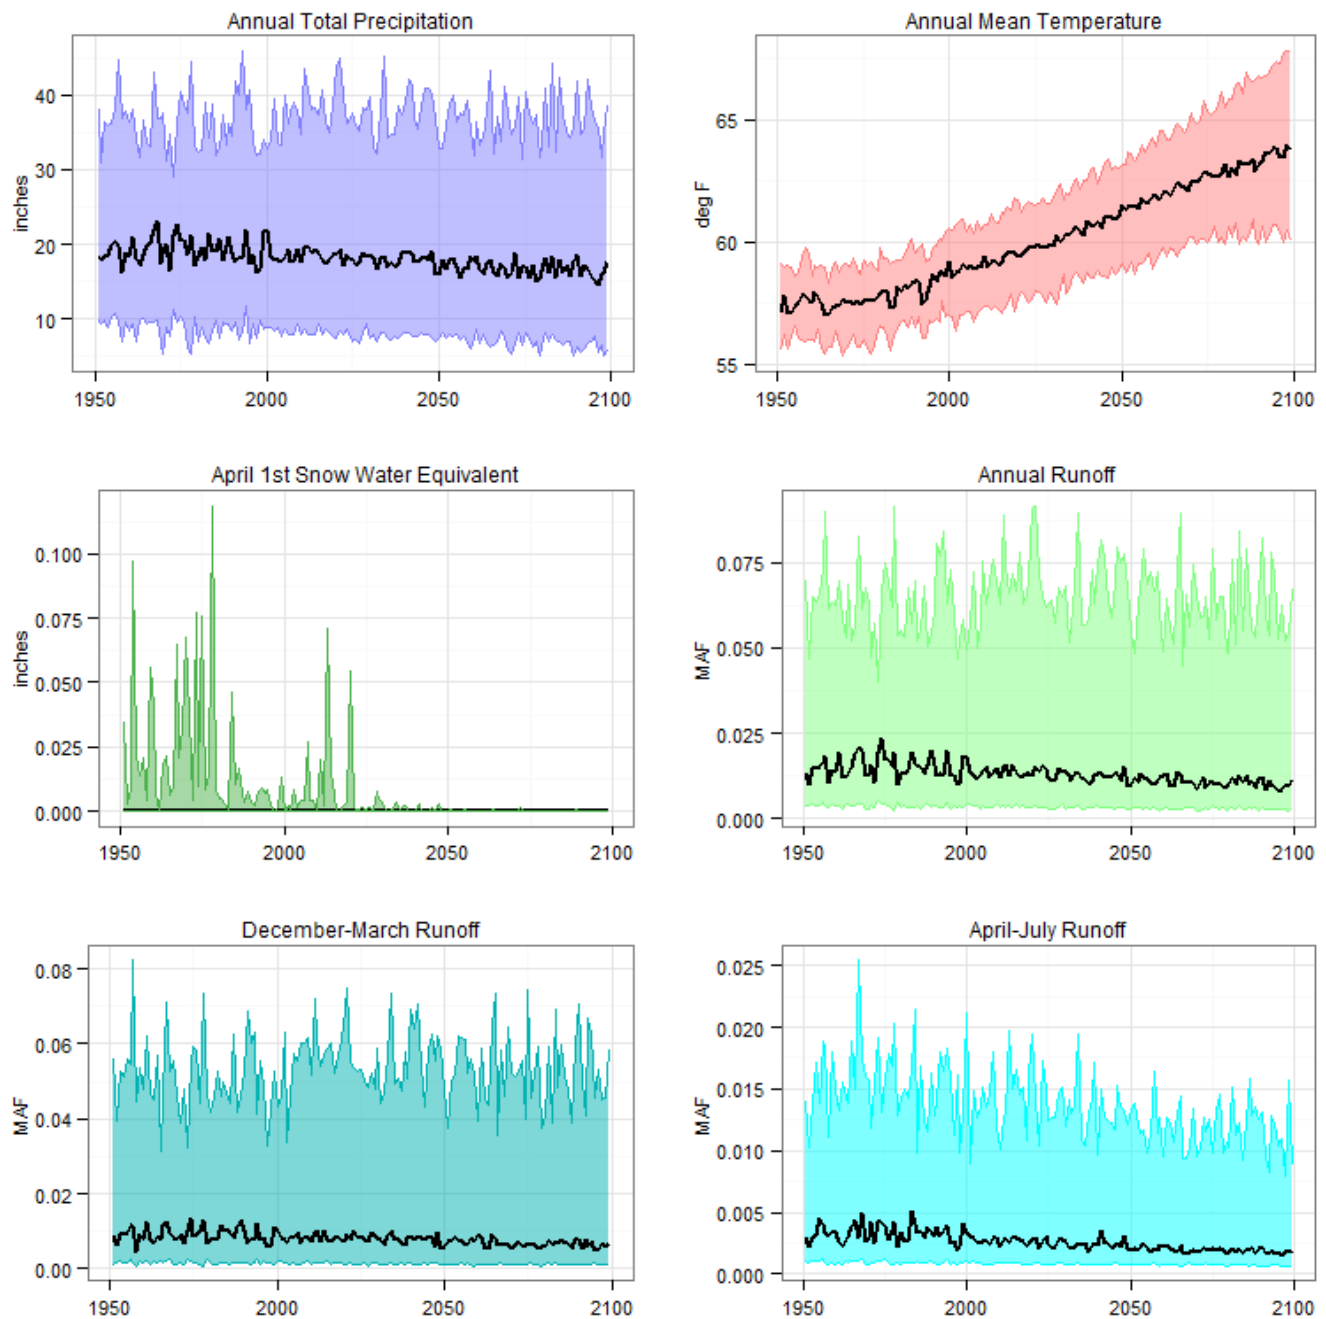 Annual Total Precipitation
inches
40
30
20
10
1950 2000 2050 2100
Annual Mean Temperature
deg F
65
60
55
1950 2000 2050 2100
April 1st Snow Water Equivalent
inches
0.100
0.075
0.050
0.025
0.000
1950 2000 2050 2100
Annual Runoff
MAF
0.075
0.050
0.025
0.000
1950 2000 2050 2100
December-March Runoff
MAF
0.08
0.06
0.04
0.02
0.00
1950 2000 2050 2100
April-July Runoff
MAF
0.025
0.020
0.015
0.010
0.005
0.000
1950 2000 2050 2100